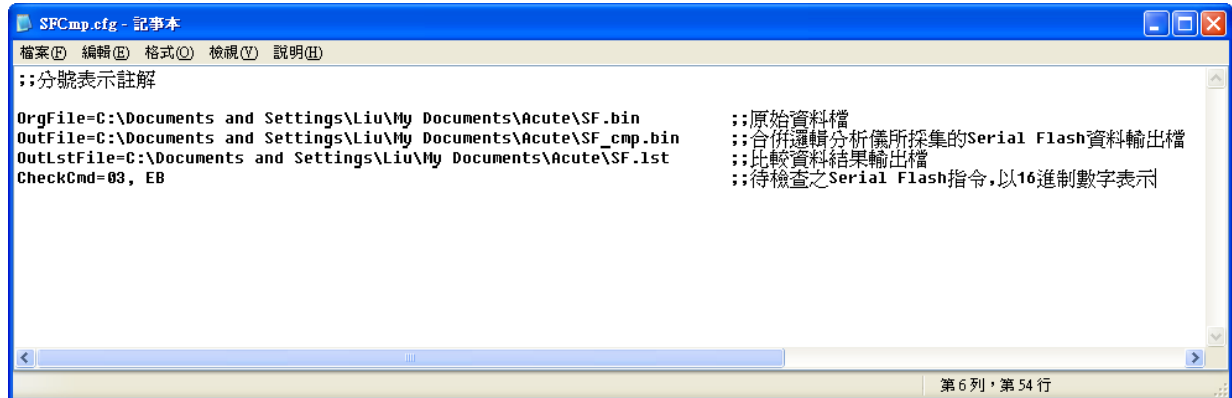 SFCmp.cfg - 記事本
檔案(F) 編輯(E) 格式(O) 檢視(V) 說明(H)
;;分號表示註解
OrgFile=C:\Documents and Settings\Liu\My Documents\Acute\SF.bin ;;原始資料檔
OutFile=C:\Documents and Settings\Liu\My Documents\Acute\SF_cmp.bin ;;合併邏輯分析儀所採集的Serial Flash資料輸出檔
OutLstFile=C:\Documents and Settings\Liu\My Documents\Acute\SF.lst ;;比較資料結果輸出檔
CheckCmd=03, EB ;;待檢查之Serial Flash指令,以16進制數字表示
第 6 列，第 54 行